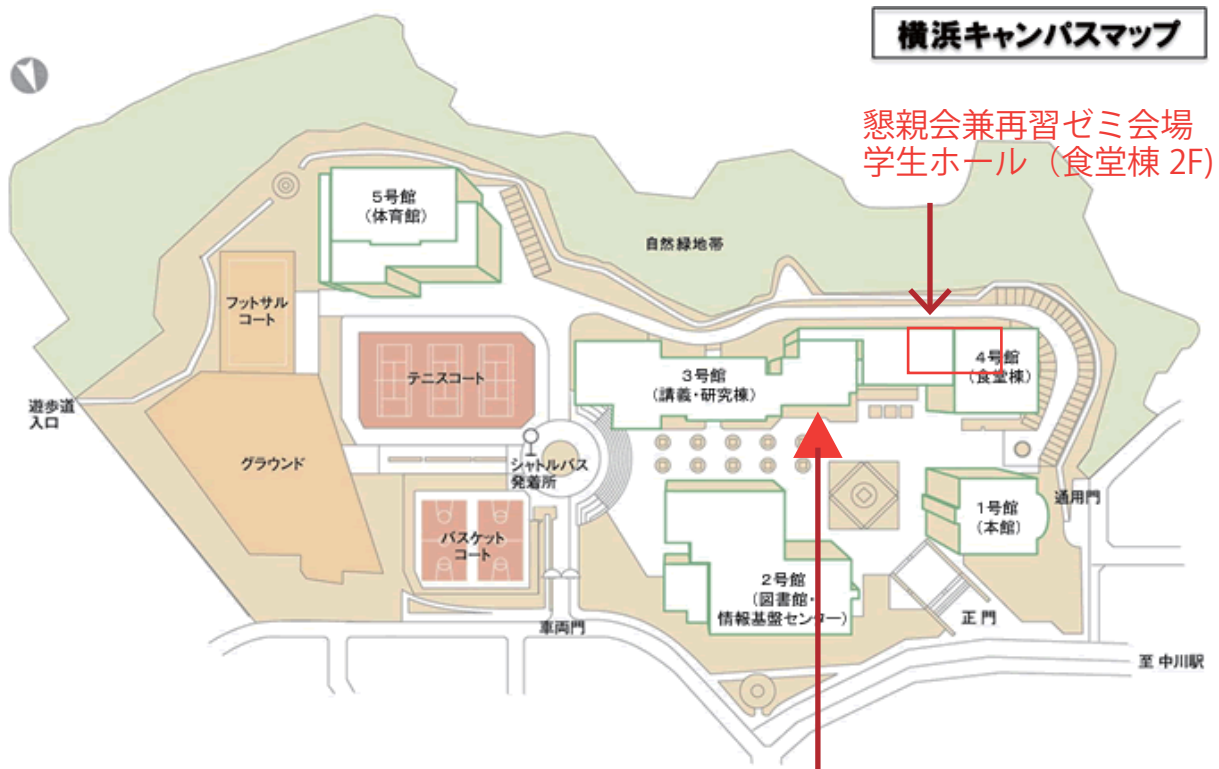 横浜キャンパスマップ
懇親会兼再習ゼミ会場
学生ホール（食堂棟 2F)
5号館
(体育館)
自然緑地帯
フットサル
コート
テニスコート
3号館
(講義・研究棟)
4号館
(食堂棟)
遊歩道
入口
グラウンド
シャトルバス
発着所
通用門
1号館
(本館)
バスケット
コート
2号館
(図書館・
情報基盤センター)
正門
車両門
至 中川駅